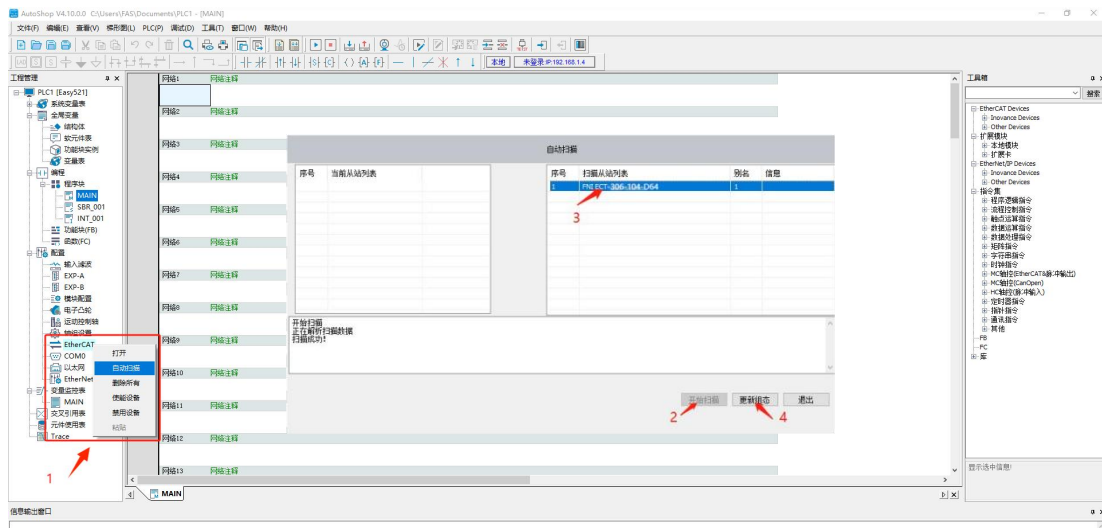 AutoShop V4.10.0.0 C:\Users\FAS\Documents\PLC1 - [MAIN]
文件(F) 编辑(E) 查看(V) 梯形图(L) PLC(P) 调试(D) 工具(T) 窗口(W) 帮助(H)
本地 未登录 IP:192.168.1.4
工程管理
PLC1 [Easy521]
系统变量表
全局变量
结构体
软元件表
功能块实例
变量表
编程
程序块
MAIN
SBR_001
INT_001
功能块(FB)
函数(FC)
配置
输入滤波
EXP-A
EXP-B
模块配置
电子凸轮
运动控制轴
轴组设置
EtherCAT
COM0
以太网
EtherNet
变量监控表
MAIN
交叉引用表
元件使用表
Trace
打开
自动扫描
删除所有
使能设备
禁用设备
粘贴
1
网络1 网络注释
网络2 网络注释
网络3 网络注释
网络4 网络注释
网络5 网络注释
网络6 网络注释
网络7 网络注释
网络8 网络注释
网络9 网络注释
网络10 网络注释
网络11 网络注释
网络12 网络注释
网络13 网络注释
MAIN
自动扫描
序号 当前从站列表
序号 扫描从站列表 别名 信息
1 FNI ECT-306-104-D64 1
3
开始扫描
正在解析扫描数据
扫描成功!
开始扫描 更新组态 退出
2
4
工具箱
搜索
EtherCAT Devices
Inovance Devices
Other Devices
扩展模块
本地模块
扩展卡
EtherNet/IP Devices
Inovance Devices
Other Devices
指令集
程序逻辑指令
流程控制指令
触点运算指令
数据运算指令
数据处理指令
矩阵指令
字符串指令
时钟指令
MC轴控(EtherCAT&脉冲输出)
MC轴控(CanOpen)
HC轴控(脉冲输入)
定时器指令
指针指令
通讯指令
其他
FB
FC
库
显示选中信息!
信息输出窗口